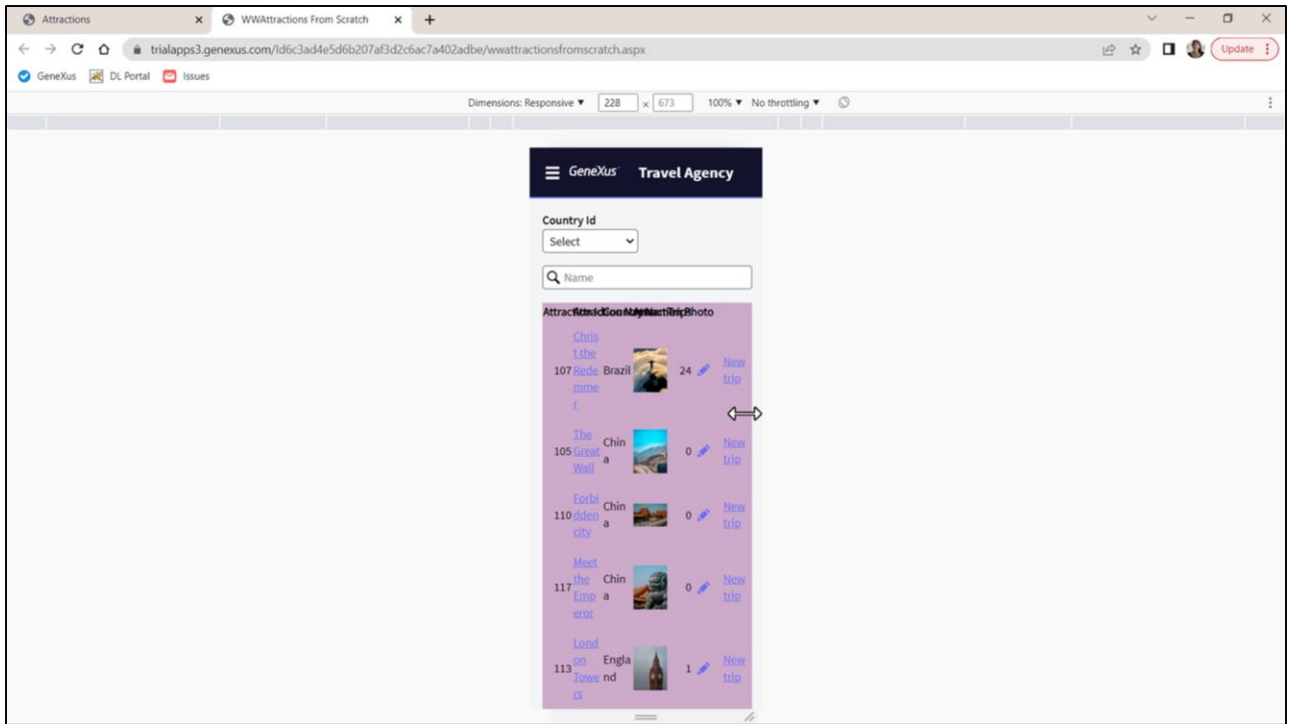 Attractions
WWAttractions From Scratch
trialapps3.genexus.com/Id6c3ad4e5d6b207af3d2c6ac7a402adbe/wwattractionsfromscratch.aspx
Update
GeneXus DL Portal Issues
Dimensions: Responsive ▼ 228 x 673 100% ▼ No throttling ▼
GeneXus Travel Agency
Country Id
Select
Name
Photo
Chris
t the
107 Rede Brazil 24 New
trip
mme
r
The
105 Great Chin 0 New
Wall a trip
Forbi
110 dden Chin 0 New
city a trip
Meet
117 the Chin 0 New
Emp a trip
eror
Lond
113 on Engla 1 New
Towe nd trip
rs